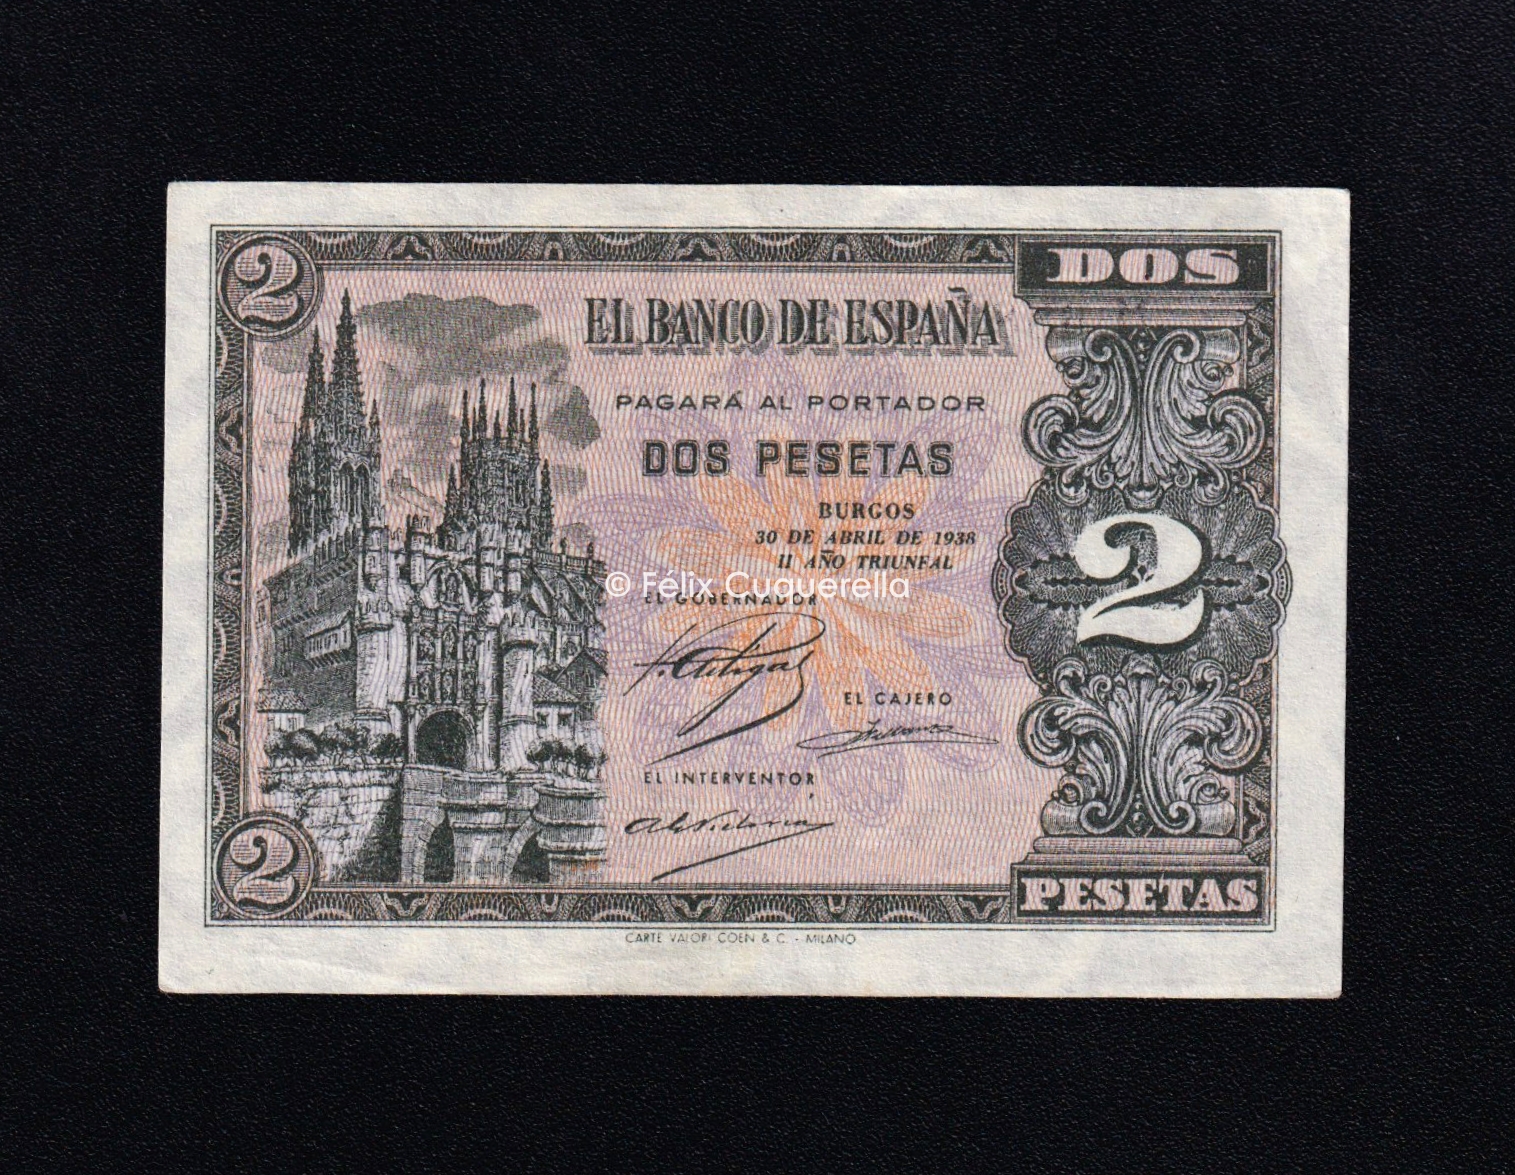 2
DOS
EL BANCO DE ESPAÑA
PAGARÁ AL PORTADOR
DOS PESETAS
BURGOS
30 DE ABRIL DE 1938
II AÑO TRIUNFAL
© Félix Cuquerella
EL GOBERNADOR
2
EL CAJERO
EL INTERVENTOR
2
PESETAS
CARTE VALORI COEN & C. - MILANO